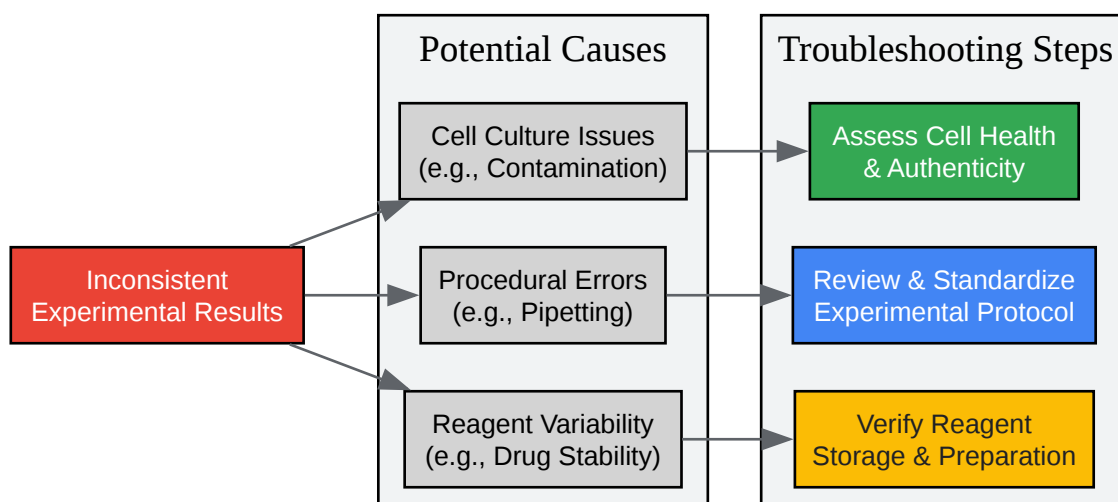 Potential Causes
Troubleshooting Steps
Cell Culture Issues
(e.g., Contamination)
Assess Cell Health
& Authenticity
Inconsistent
Experimental Results
Procedural Errors
(e.g., Pipetting)
Review & Standardize
Experimental Protocol
Reagent Variability
(e.g., Drug Stability)
Verify Reagent
Storage & Preparation